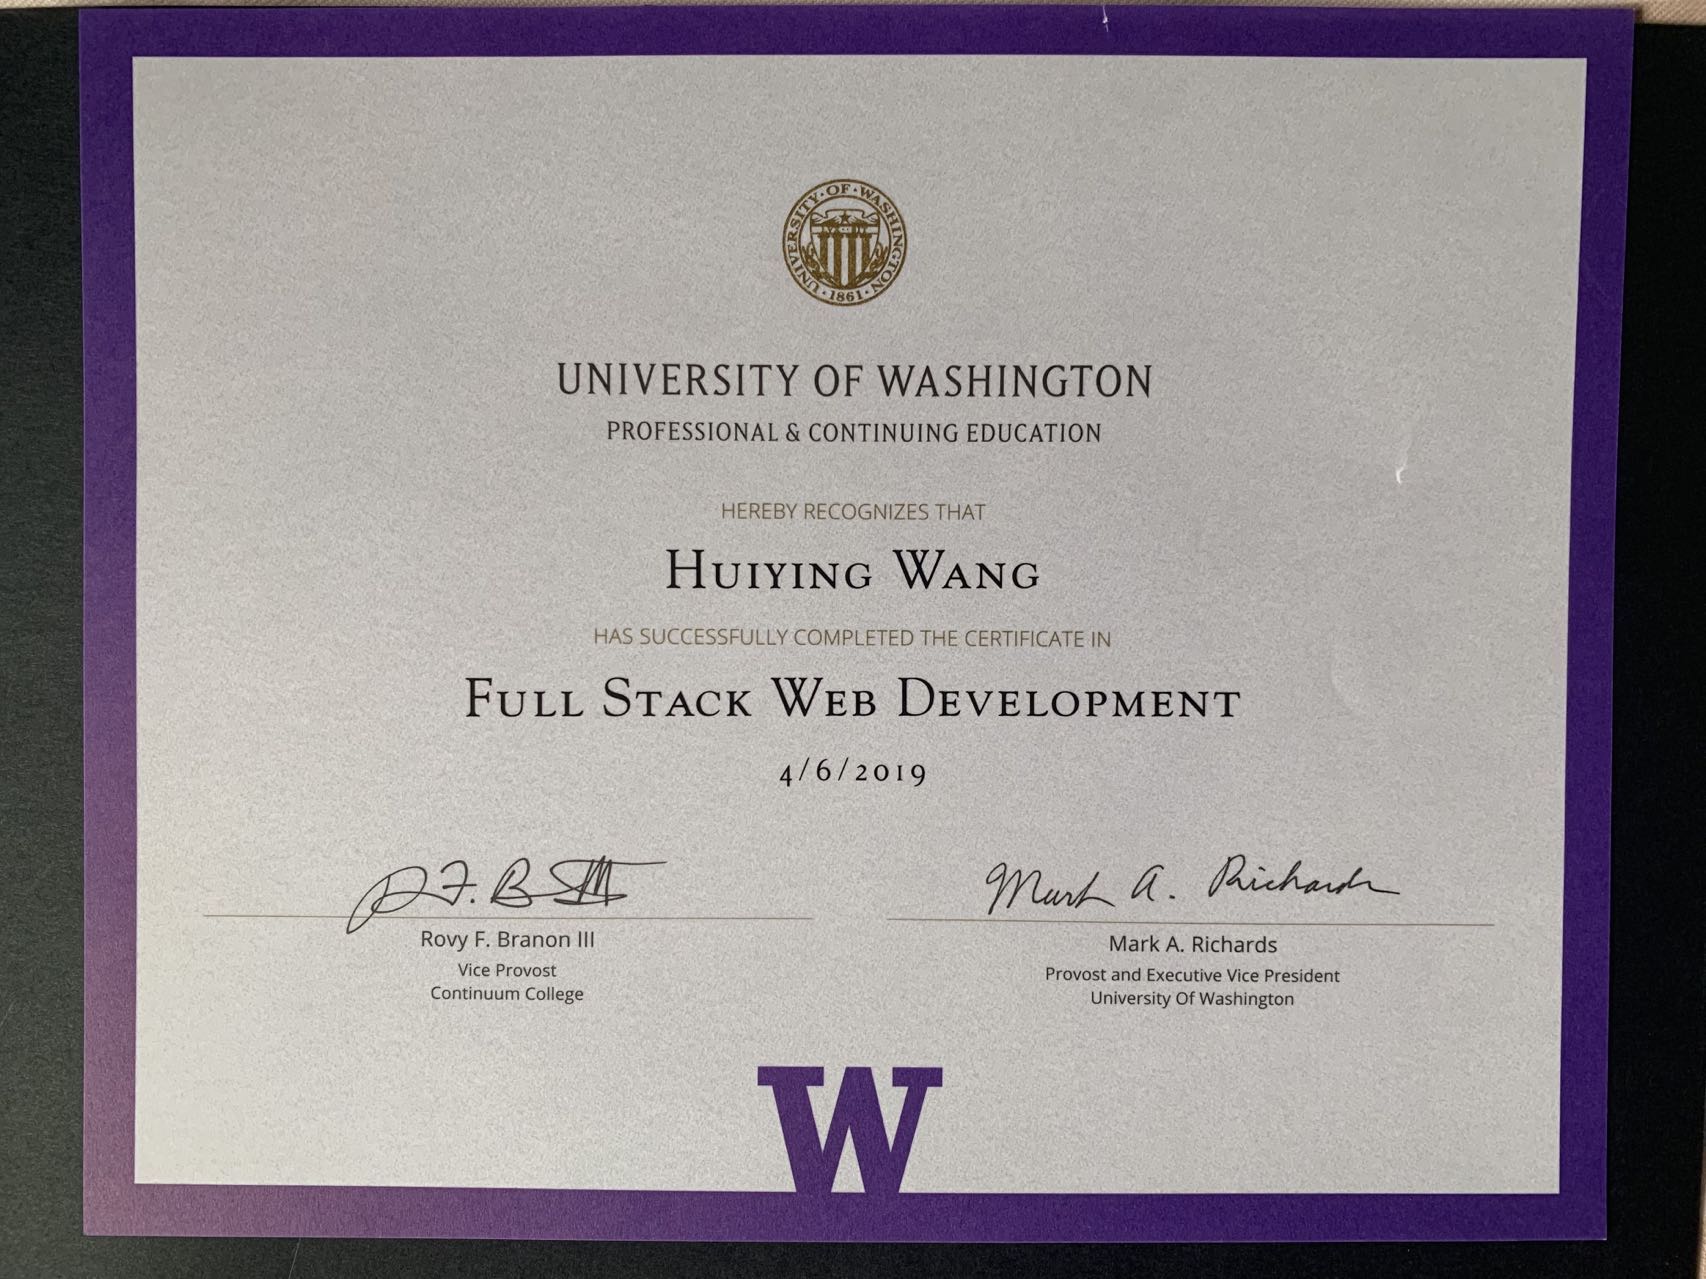 UNIVERSITY · OF · WASHINGTON · 1861 ·
LVX SIT
UNIVERSITY OF WASHINGTON
PROFESSIONAL & CONTINUING EDUCATION
HEREBY RECOGNIZES THAT
HUIYING WANG
HAS SUCCESSFULLY COMPLETED THE CERTIFICATE IN
FULL STACK WEB DEVELOPMENT
4/6/2019
Mark A. Richards
Rovy F. Branon III
Vice Provost
Continuum College
Mark A. Richards
Provost and Executive Vice President
University Of Washington
W